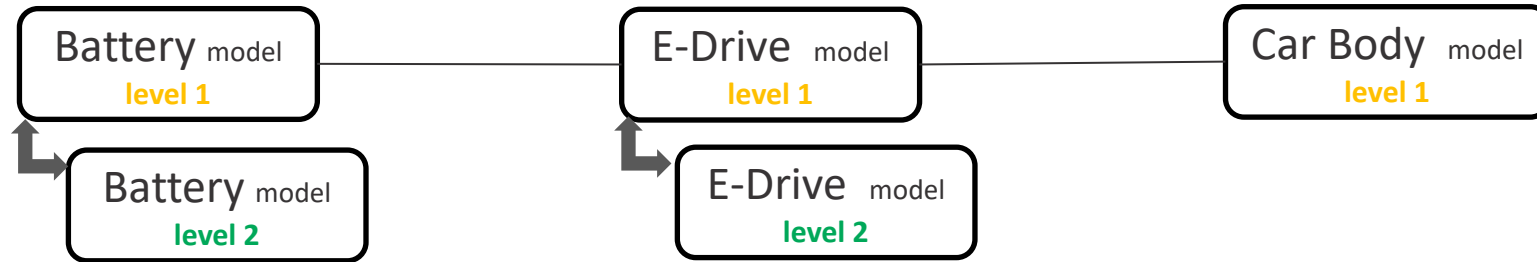 Battery model
level 1
E-Drive model
level 1
Car Body model
level 1
Battery model
level 2
E-Drive model
level 2